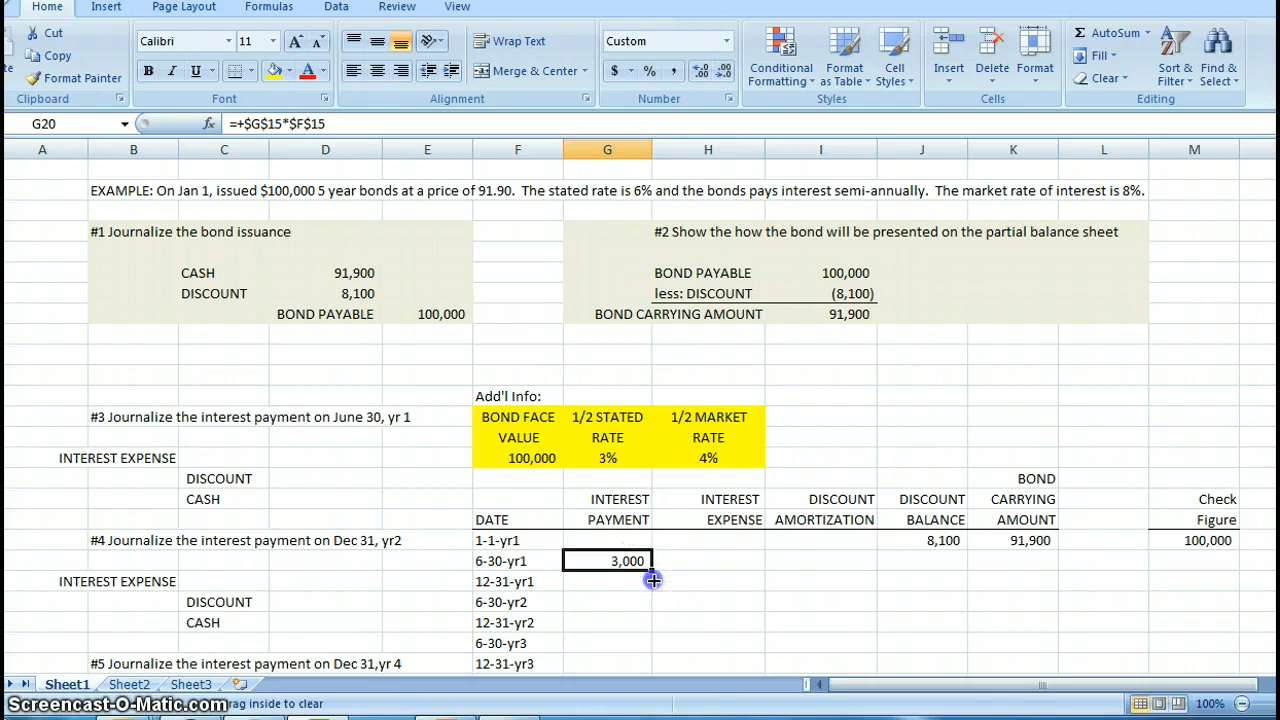 Home Insert Page Layout Formulas Data Review View
Cut
Copy
Format Painter
Clipboard
Calibri 11
B I U
Font
Wrap Text
Merge & Center
Alignment
Custom
$ % ,
Number
Conditional Formatting
Format as Table
Cell Styles
Styles
Insert Delete Format
Cells
Σ AutoSum
Fill
Clear
Sort & Filter
Find & Select
Editing
G20 fx =+$G$15*$F$15
A B C D E F G H I J K L M
EXAMPLE: On Jan 1, issued $100,000 5 year bonds at a price of 91.90. The stated rate is 6% and the bonds pays interest semi-annually. The market rate of interest is 8%.
#1 Journalize the bond issuance
CASH 91,900
DISCOUNT 8,100
BOND PAYABLE 100,000
#2 Show the how the bond will be presented on the partial balance sheet
BOND PAYABLE 100,000
less: DISCOUNT (8,100)
BOND CARRYING AMOUNT 91,900
Add'l Info:
#3 Journalize the interest payment on June 30, yr 1
BOND FACE 1/2 STATED 1/2 MARKET
VALUE RATE RATE
INTEREST EXPENSE 100,000 3% 4%
DISCOUNT BOND
CASH INTEREST INTEREST DISCOUNT DISCOUNT CARRYING Check
DATE PAYMENT EXPENSE AMORTIZATION BALANCE AMOUNT Figure
#4 Journalize the interest payment on Dec 31, yr2 1-1-yr1 8,100 91,900 100,000
6-30-yr1 3,000
INTEREST EXPENSE 12-31-yr1
DISCOUNT 6-30-yr2
CASH 12-31-yr2
6-30-yr3
#5 Journalize the interest payment on Dec 31,yr 4 12-31-yr3
Sheet1 Sheet2 Sheet3
Screencast-O-Matic.com
drag inside to clear
100%